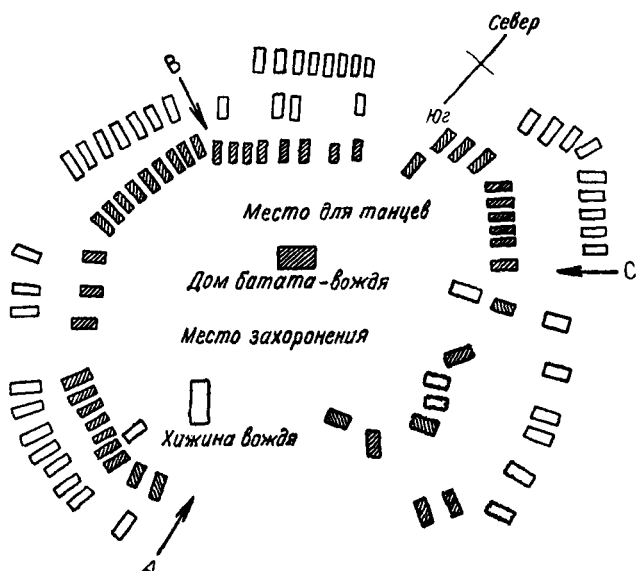 Север
B
Юг
Место для танцев
Дом батата-вождя
C
Место захоронения
Хижина вождя
A